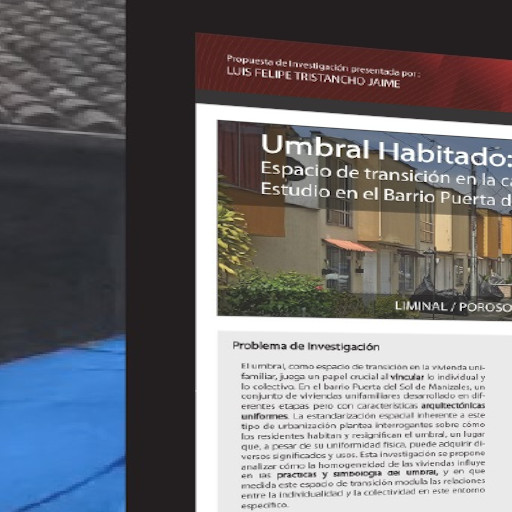 Propuesta de Investigación presentada por:
LUIS FELIPE TRISTANCHO JAIME
Umbral Habitado:
Espacio de transición en la c
Estudio en el Barrio Puerta d
LIMINAL / POROSO
Problema de Investigación
El umbral, como espacio de transición en la vivienda uni-
familiar, juega un papel crucial al vincular lo individual y
lo colectivo. En el barrio Puerta del Sol de Manizales, un
conjunto de viviendas unifamiliares desarrollado en dif-
erentes etapas pero con características arquitectónicas
uniformes. La estandarización espacial inherente a este
tipo de urbanización plantea interrogantes sobre cómo
los residentes habitan y resignifican el umbral, un lugar
que, a pesar de su uniformidad física, puede adquirir di-
versos significados y usos. Esta investigación se propone
analizar cómo la homogeneidad de las viviendas influye
en las prácticas y simbología del umbral, y en que
medida este espacio de transición modula las relaciones
entre la individualidad y la colectividad en este entorno
específico.